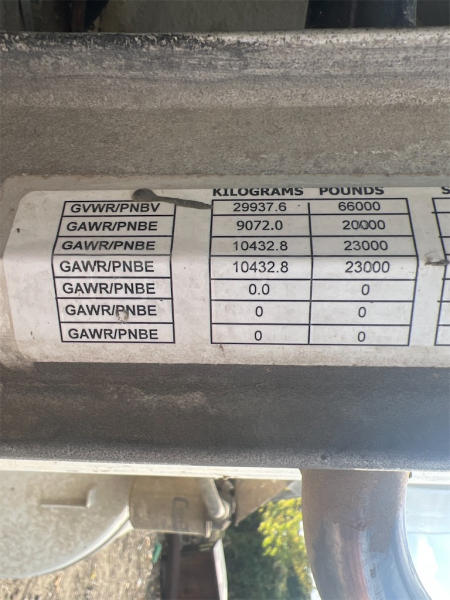 KILOGRAMS POUNDS S
GVWR/PNBV 29937.6 66000
GAWR/PNBE 9072.0 20000
GAWR/PNBE 10432.8 23000
GAWR/PNBE 10432.8 23000
GAWR/PNBE 0.0 0
GAWR/PNBE 0 0
GAWR/PNBE 0 0